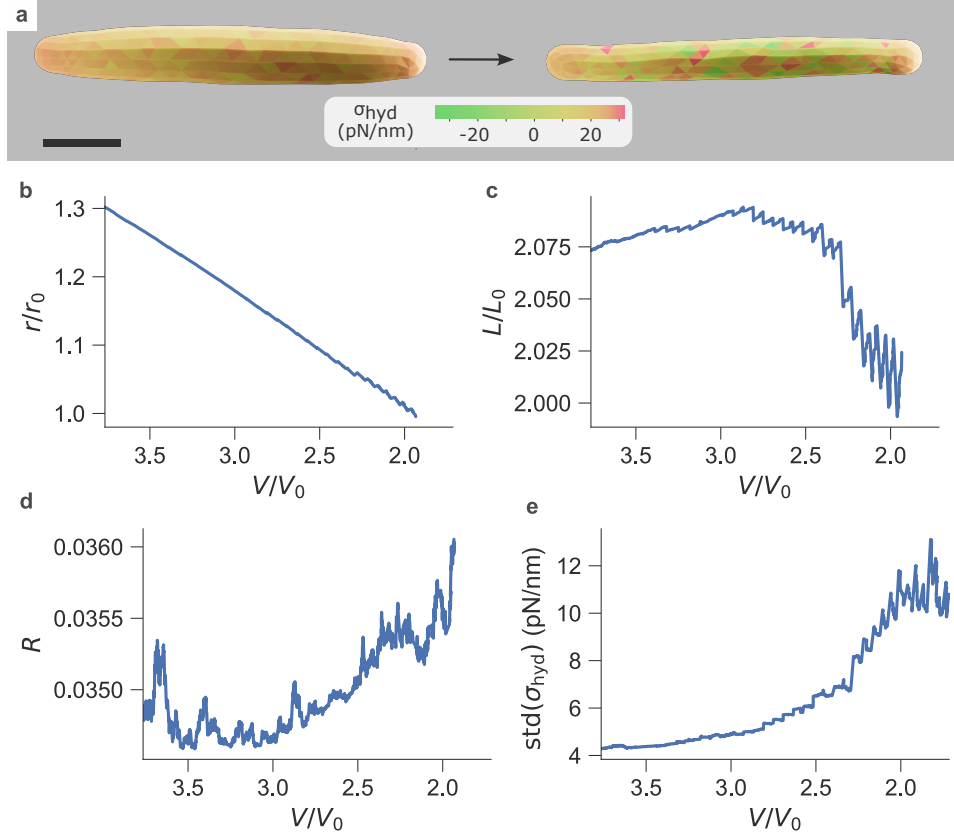 a
σhyd
(pN/nm)
-20 0 20
b
r/r0
1.3
1.2
1.1
1.0
3.5 3.0 2.5 2.0
V/V0
c
L/L0
2.075
2.050
2.025
2.000
3.5 3.0 2.5 2.0
V/V0
d
R
0.0360
0.0355
0.0350
3.5 3.0 2.5 2.0
V/V0
e
std(σhyd) (pN/nm)
12
10
8
6
4
3.5 3.0 2.5 2.0
V/V0